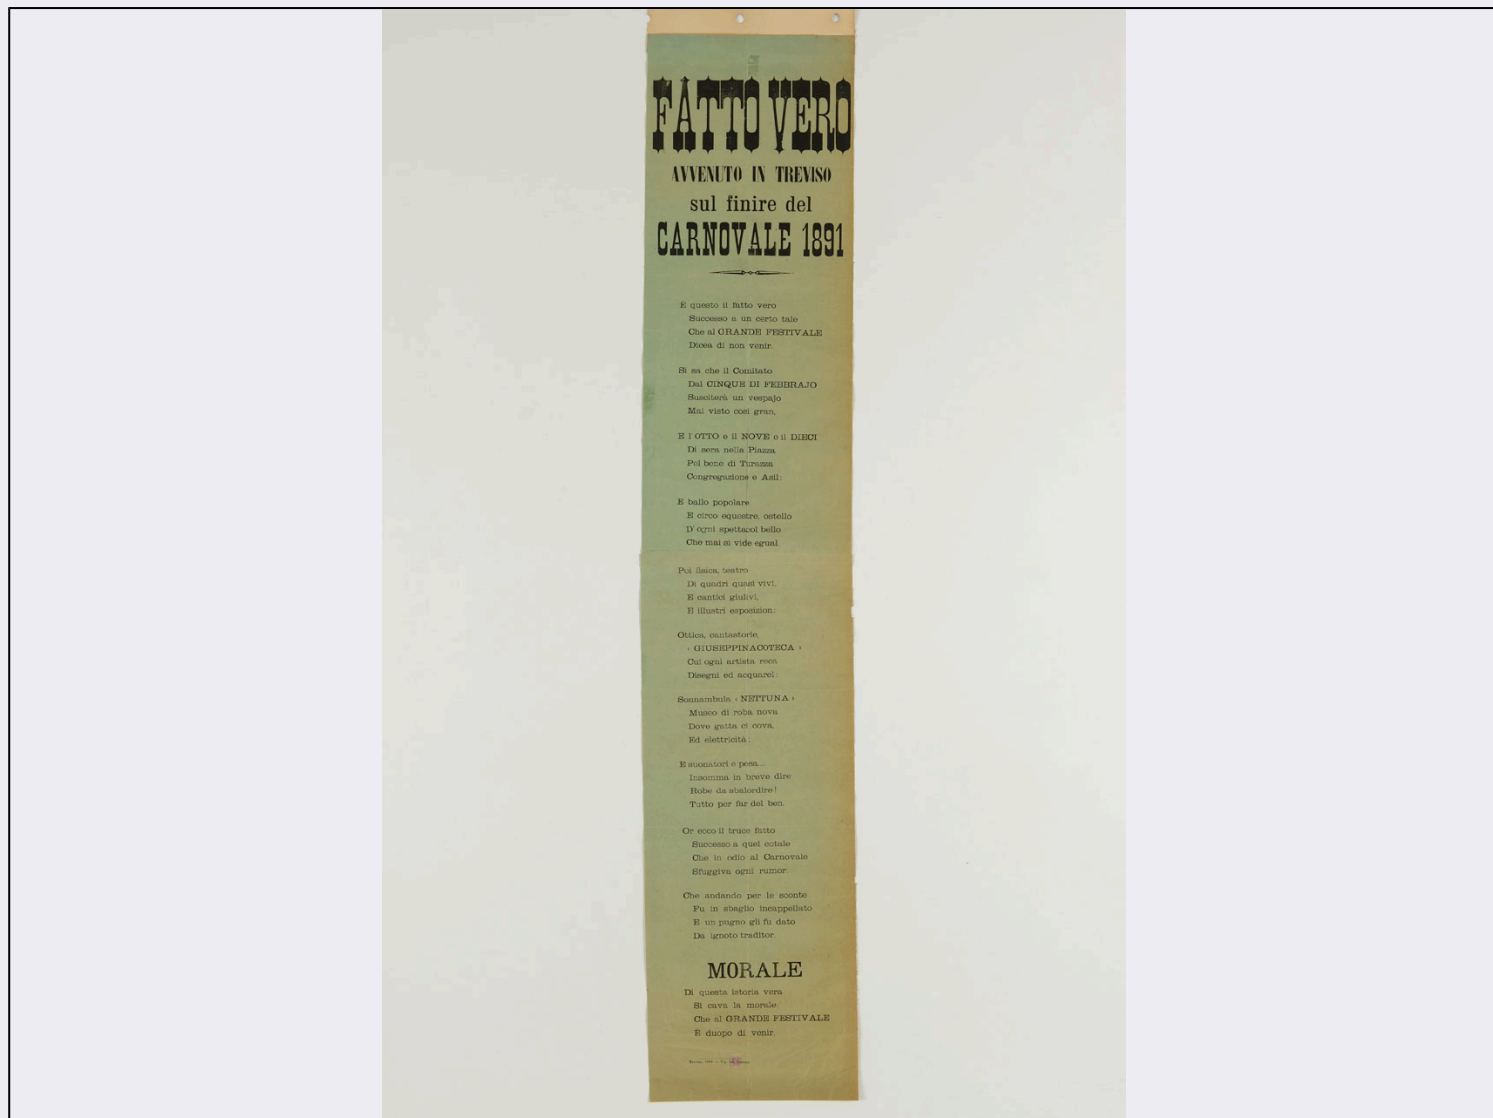 FATTO VERO
AVVENUTO IN TREVISO
sul finire del
CARNOVALE 1891
È questo il fatto vero
Successo a un certo tale
Che al GRANDE FESTIVALE
Dicea di non venir.
Si sa che il Comitato
Dal CINQUE DI FEBBRAJO
Susciterà un vespajo
Mai visto così gran,
E l'OTTO e il NOVE e il DIECI
Di sera nella Piazza
Pel bene di Turazza
Congregazione e Asil:
E ballo popolare
E circo equestre, ostello
D'ogni spettacol bello
Che mai si vide egual.
Poi fisica, teatro
Di quadri quasi vivi,
E cantici giulivi,
E illustri esposizion:
Ottica, cantastorie,
‹ GIUSEPPINACOTECA ›
Cui ogni artista reca
Disegni ed acquarei:
Sonnambula ‹ NETTUNA ›
Museo di roba nova
Dove gatta ci cova,
Ed elettricità:
E suonatori e pesa...
Insomma in breve dire
Robe da sbalordire!
Tutto per far del ben.
Or ecco il truce fatto
Successo a quel cotale
Che in odio al Carnovale
Sfuggiva ogni rumor.
Che andando per le sconte
Fu in sbaglio incappellato
E un pugno gli fu dato
Da ignoto traditor.
MORALE
Di questa istoria vera
Si cava la morale:
Che al GRANDE FESTIVALE
È duopo di venir.
Treviso, 1891